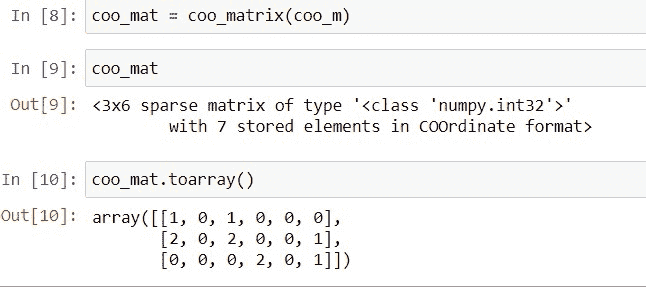 In [8]: coo_mat = coo_matrix(coo_m)
In [9]: coo_mat
Out[9]: <3x6 sparse matrix of type '<class 'numpy.int32'>'
with 7 stored elements in COOrdinate format>
In [10]: coo_mat.toarray()
Out[10]: array([[1, 0, 1, 0, 0, 0],
[2, 0, 2, 0, 0, 1],
[0, 0, 0, 2, 0, 1]])